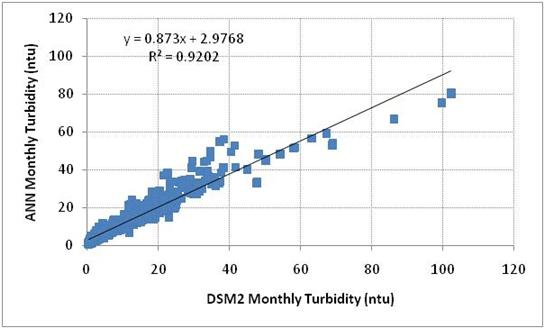 y = 0.873x + 2.9768
R² = 0.9202
ANN Monthly Turbidity (ntu)
120
100
80
60
40
20
0
0 20 40 60 80 100 120
DSM2 Monthly Turbidity (ntu)